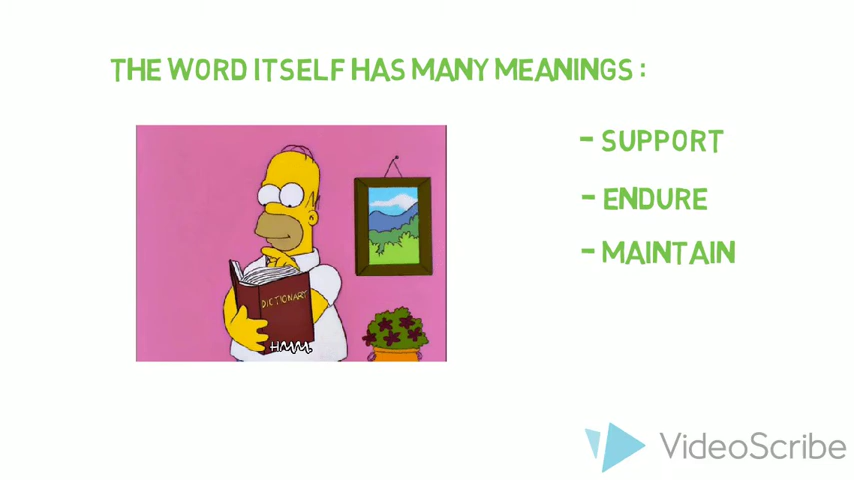 THE WORD ITSELF HAS MANY MEANINGS :
- SUPPORT
- ENDURE
- MAINTAIN
DICTIONARY
HMM.
VideoScribe